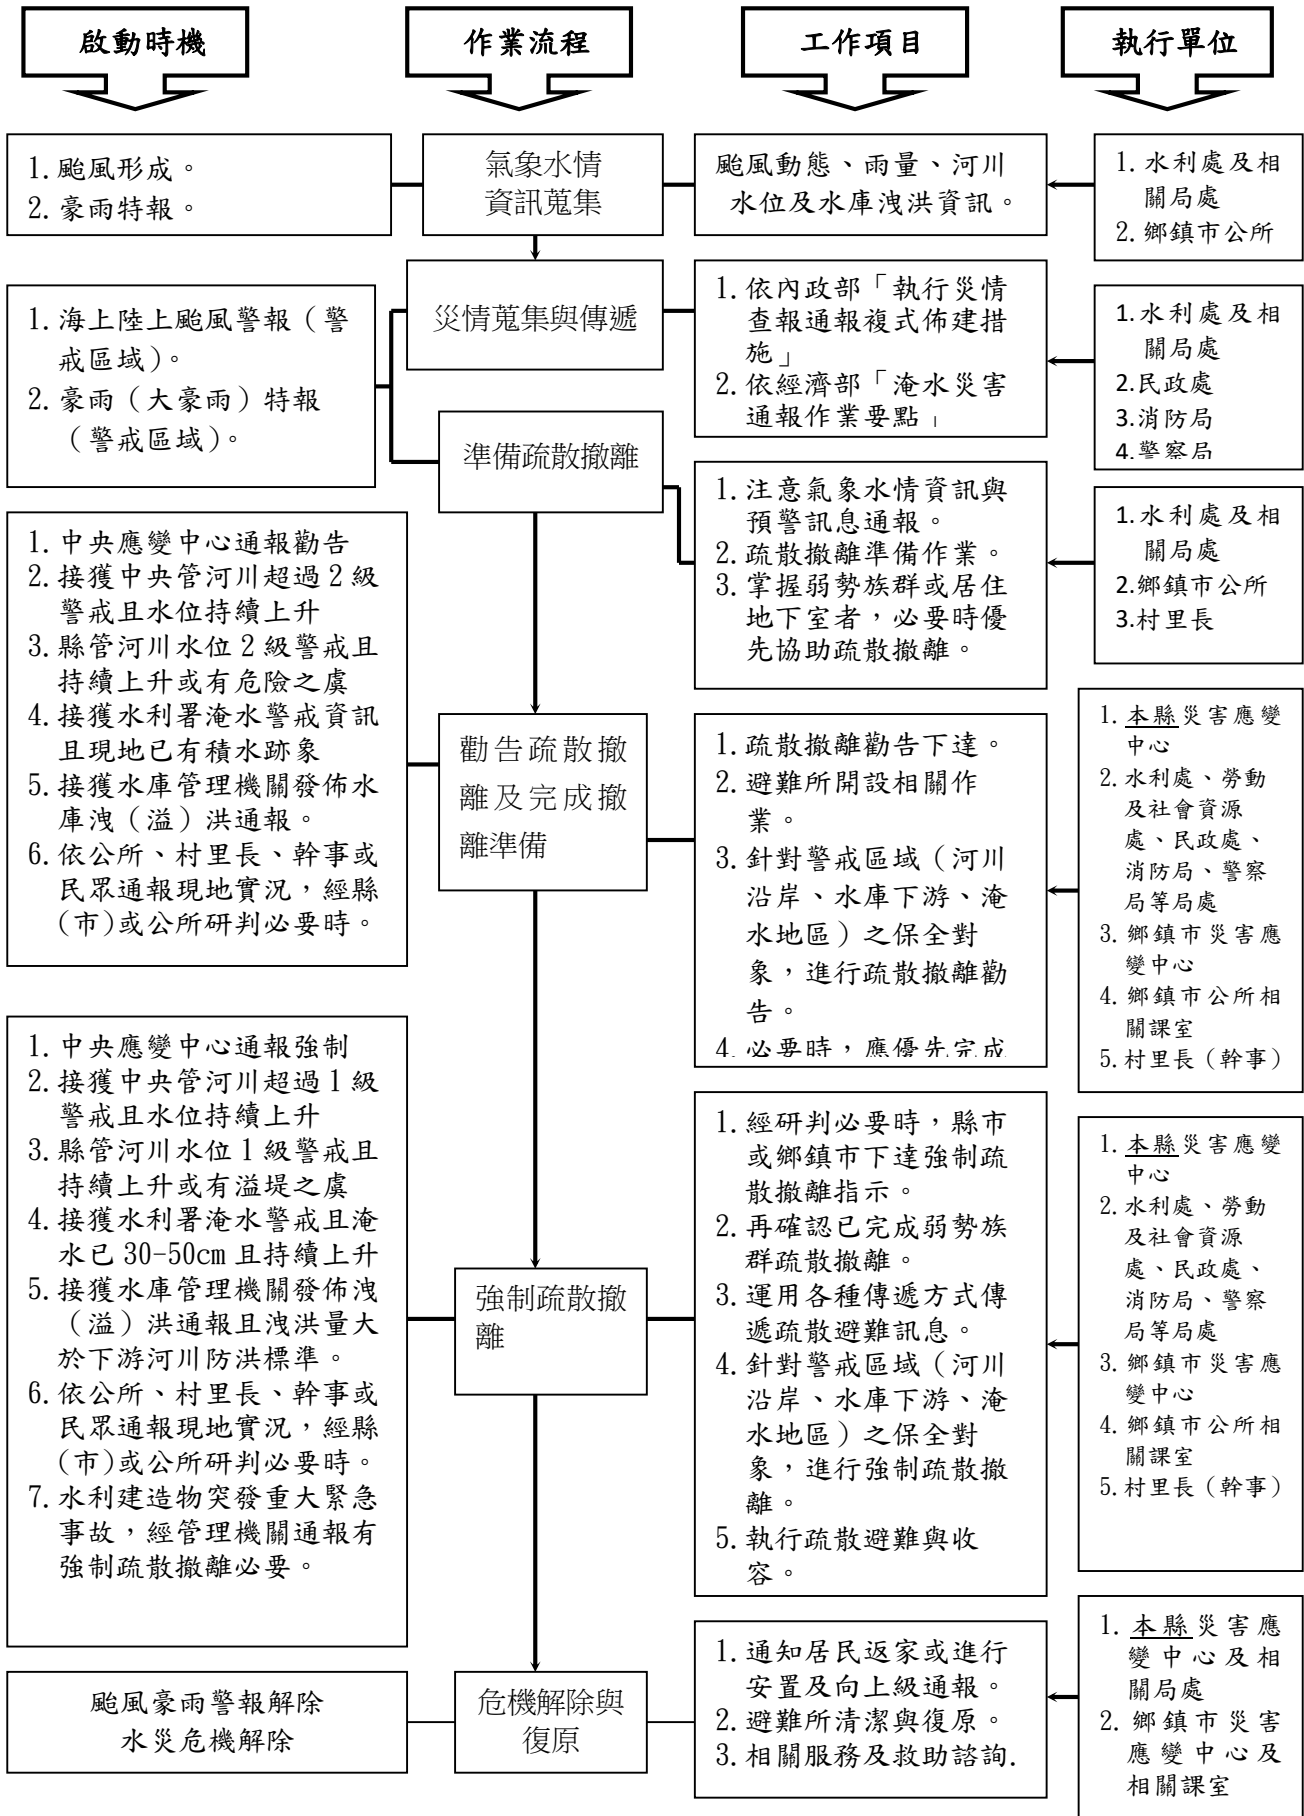 啟動時機
作業流程
工作項目
執行單位
1. 颱風形成。
2. 豪雨特報。
氣象水情
資訊蒐集
颱風動態、雨量、河川
水位及水庫洩洪資訊。
1. 水利處及相
關局處
2. 鄉鎮市公所
1. 海上陸上颱風警報（警
戒區域）。
2. 豪雨（大豪雨）特報
（警戒區域）。
災情蒐集與傳遞
1. 依內政部「執行災情
查報通報複式佈建措
施」
2. 依經濟部「淹水災害
通報作業要點」
1.水利處及相
關局處
2.民政處
3.消防局
4.警察局
準備疏散撤離
1. 注意氣象水情資訊與
預警訊息通報。
2. 疏散撤離準備作業。
3. 掌握弱勢族群或居住
地下室者，必要時優
先協助疏散撤離。
1.水利處及相
關局處
2.鄉鎮市公所
3.村里長
1. 中央應變中心通報勸告
2. 接獲中央管河川超過 2 級
警戒且水位持續上升
3. 縣管河川水位 2 級警戒且
持續上升或有危險之虞
4. 接獲水利署淹水警戒資訊
且現地已有積水跡象
5. 接獲水庫管理機關發佈水
庫洩（溢）洪通報。
6. 依公所、村里長、幹事或
民眾通報現地實況，經縣
(市)或公所研判必要時。
勸告疏散撤
離及完成撤
離準備
1. 疏散撤離勸告下達。
2. 避難所開設相關作
業。
3. 針對警戒區域（河川
沿岸、水庫下游、淹
水地區）之保全對
象，進行疏散撤離勸
告。
4. 必要時，應優先完成
1. 本縣災害應變
中心
2. 水利處、勞動
及社會資源
處、民政處、
消防局、警察
局等局處
3. 鄉鎮市災害應
變中心
4. 鄉鎮市公所相
關課室
5. 村里長（幹事）
1. 中央應變中心通報強制
2. 接獲中央管河川超過 1 級
警戒且水位持續上升
3. 縣管河川水位 1 級警戒且
持續上升或有溢堤之虞
4. 接獲水利署淹水警戒且淹
水已 30-50cm 且持續上升
5. 接獲水庫管理機關發佈洩
（溢）洪通報且洩洪量大
於下游河川防洪標準。
6. 依公所、村里長、幹事或
民眾通報現地實況，經縣
(市)或公所研判必要時。
7. 水利建造物突發重大緊急
事故，經管理機關通報有
強制疏散撤離必要。
強制疏散撤
離
1. 經研判必要時，縣市
或鄉鎮市下達強制疏
散撤離指示。
2. 再確認已完成弱勢族
群疏散撤離。
3. 運用各種傳遞方式傳
遞疏散避難訊息。
4. 針對警戒區域（河川
沿岸、水庫下游、淹
水地區）之保全對
象，進行強制疏散撤
離。
5. 執行疏散避難與收
容。
1. 本縣災害應變
中心
2. 水利處、勞動
及社會資源
處、民政處、
消防局、警察
局等局處
3. 鄉鎮市災害應
變中心
4. 鄉鎮市公所相
關課室
5. 村里長（幹事）
颱風豪雨警報解除
水災危機解除
危機解除與
復原
1. 通知居民返家或進行
安置及向上級通報。
2. 避難所清潔與復原。
3. 相關服務及救助諮詢.
1. 本縣災害應
變中心及相
關局處
2. 鄉鎮市災害
應變中心及
相關課室